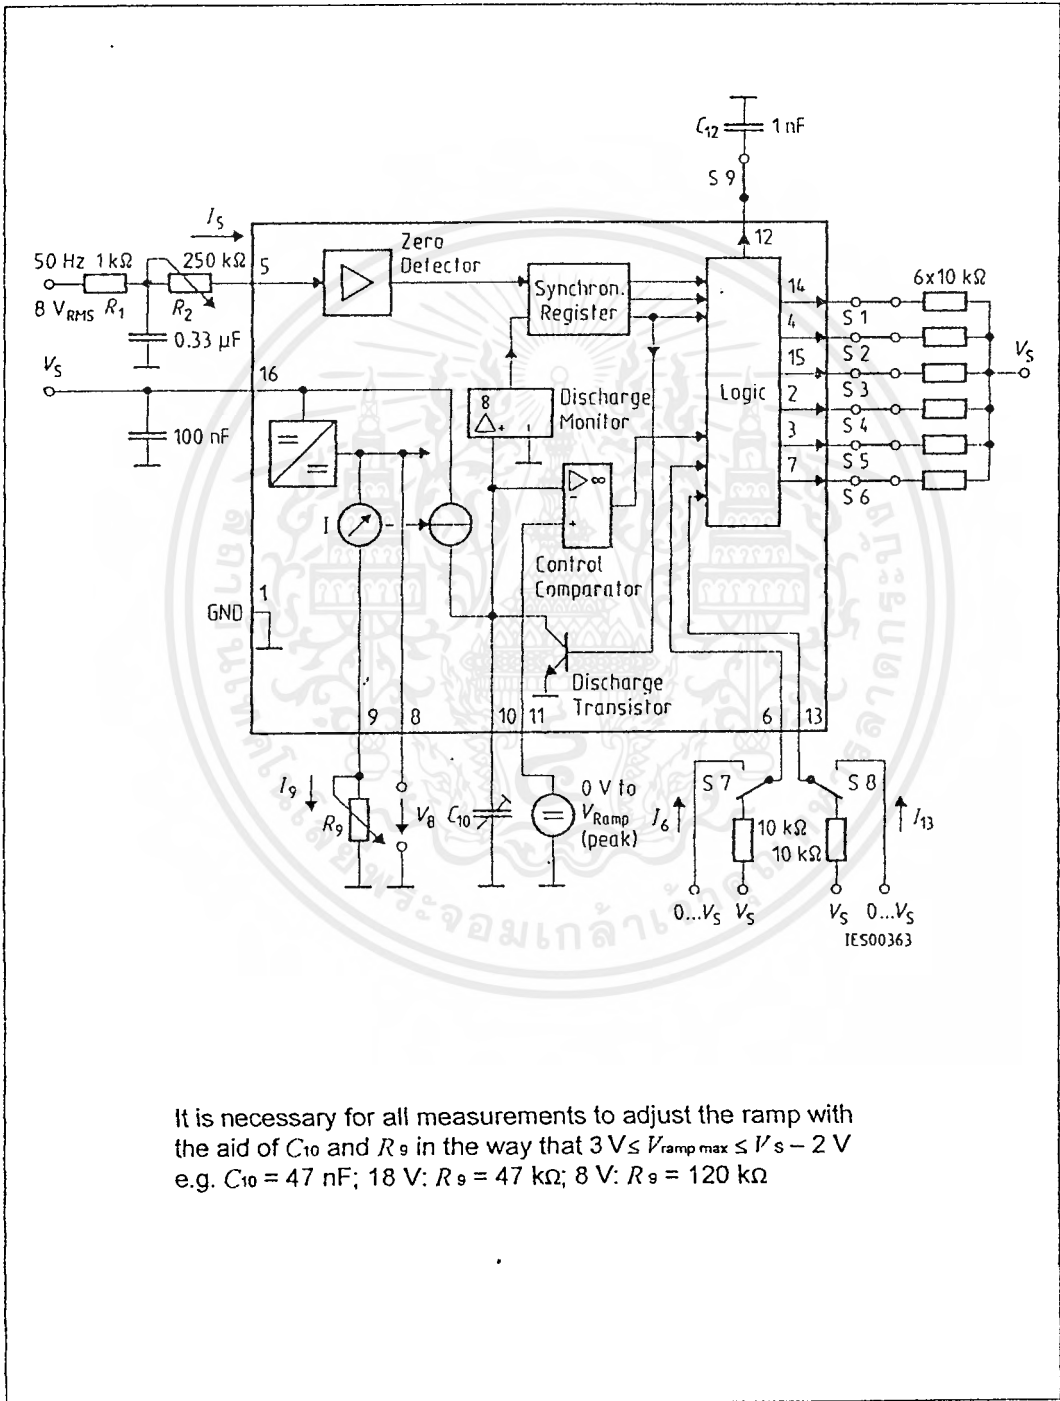 C12 1 nF
S 9
IS
12
50 Hz 1 kΩ 250 kΩ 5
8 VRMS R1 R2
0.33 µF
Zero
Detector
Synchron.
Register
Logic
14
4
15
2
3
7
S 1
S 2
S 3
S 4
S 5
S 6
6x10 kΩ
VS
VS
16
100 nF
8
+
-
Discharge
Monitor
∞
-
+
Control
Comparator
I
1
GND
Discharge
Transistor
9 8 10 11 6 13
I9
R9
V8
C10
0 V to
VRamp
(peak)
I6
S 7
S 8
I13
10 kΩ
10 kΩ
0...VS VS VS 0...VS
IES00363
It is necessary for all measurements to adjust the ramp with
the aid of C10 and R 9 in the way that 3 V ≤ Vramp max ≤ V s – 2 V
e.g. C10 = 47 nF; 18 V: R 9 = 47 kΩ; 8 V: R 9 = 120 kΩ